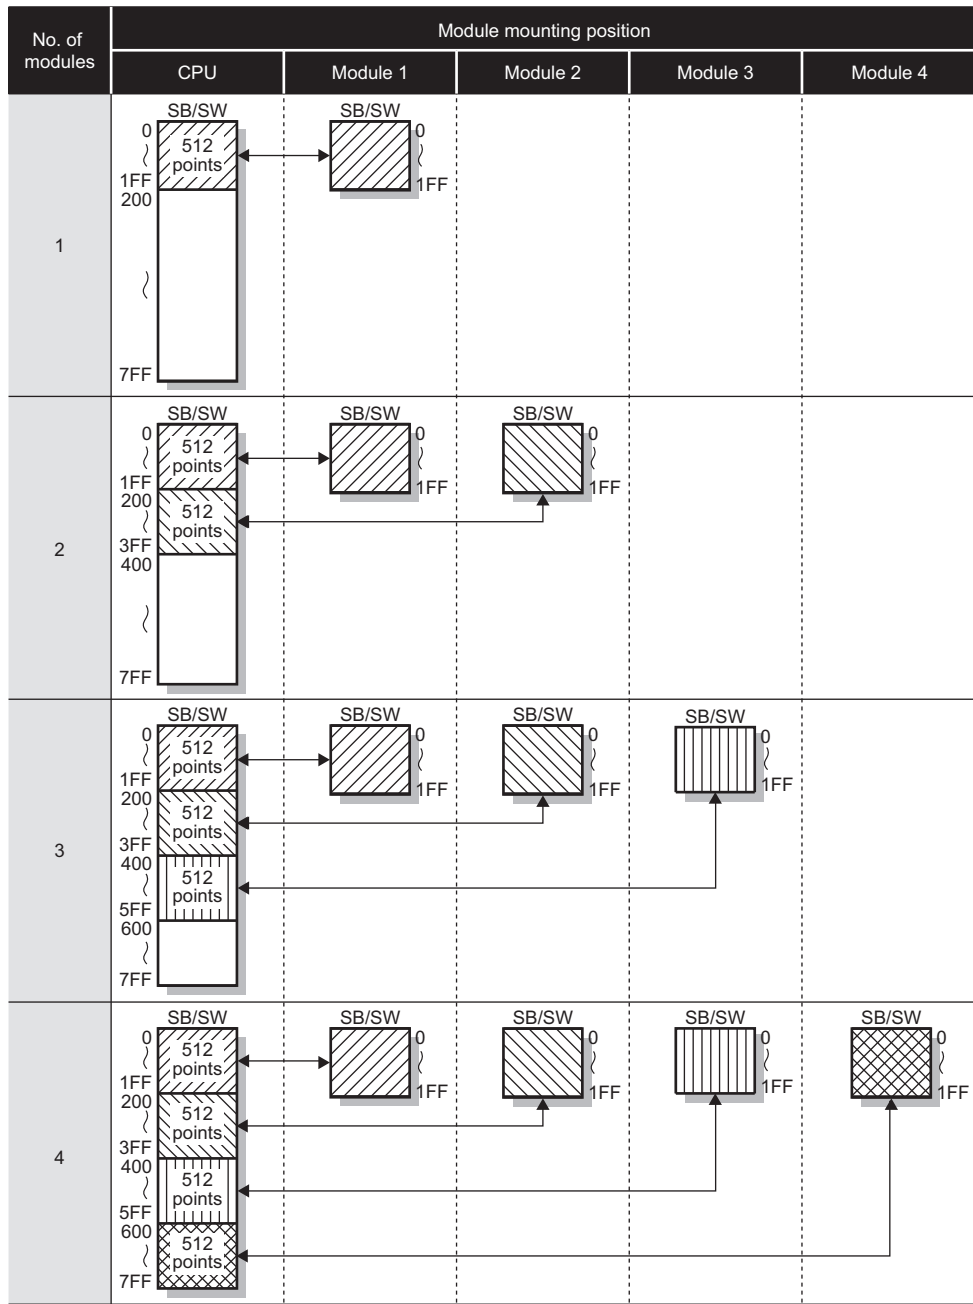 No. of
modules
Module mounting position
CPU
Module 1
Module 2
Module 3
Module 4
1
SB/SW
0
512
points
1FF
200
7FF
SB/SW
0
1FF
2
SB/SW
0
512
points
1FF
200
512
points
3FF
400
7FF
SB/SW
0
1FF
SB/SW
0
1FF
3
SB/SW
0
512
points
1FF
200
512
points
3FF
400
512
points
5FF
600
7FF
SB/SW
0
1FF
SB/SW
0
1FF
SB/SW
0
1FF
4
SB/SW
0
512
points
1FF
200
512
points
3FF
400
512
points
5FF
600
512
points
7FF
SB/SW
0
1FF
SB/SW
0
1FF
SB/SW
0
1FF
SB/SW
0
1FF